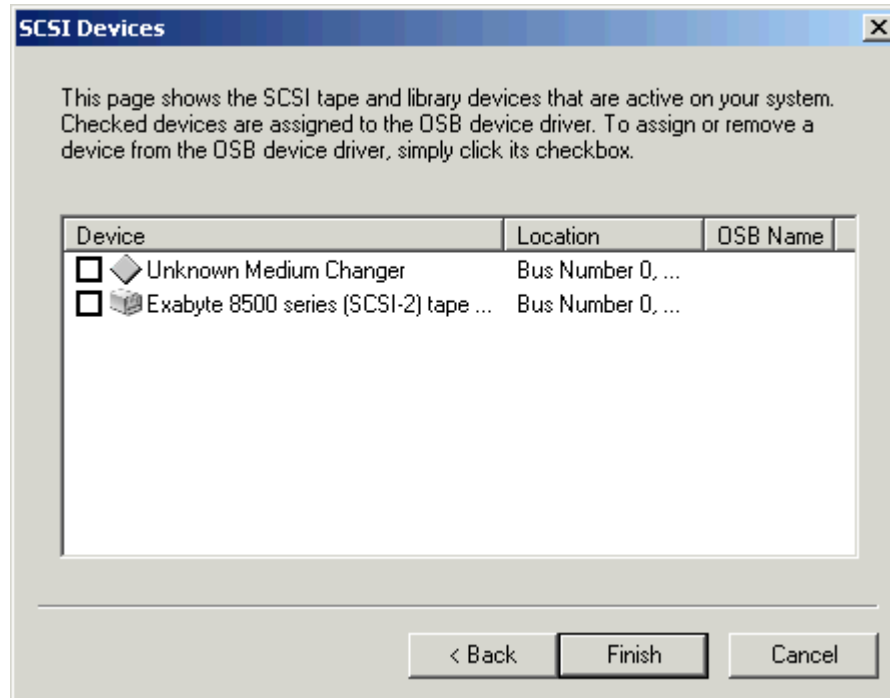 SCSI Devices
This page shows the SCSI tape and library devices that are active on your system.
Checked devices are assigned to the OSB device driver. To assign or remove a
device from the OSB device driver, simply click its checkbox.
Device Location OSB Name
Unknown Medium Changer Bus Number 0, ...
Exabyte 8500 series (SCSI-2) tape ... Bus Number 0, ...
< Back Finish Cancel